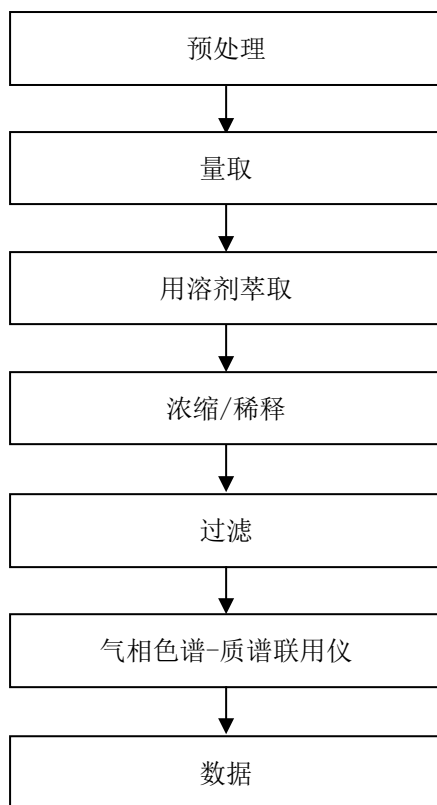 预处理
量取
用溶剂萃取
浓缩/稀释
过滤
气相色谱-质谱联用仪
数据